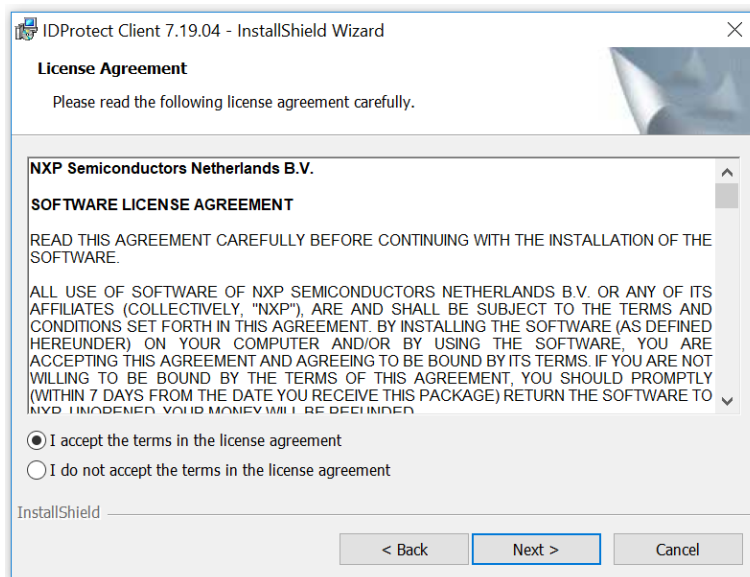 IDProtect Client 7.19.04 - InstallShield Wizard
License Agreement
Please read the following license agreement carefully.
NXP Semiconductors Netherlands B.V.
SOFTWARE LICENSE AGREEMENT
READ THIS AGREEMENT CAREFULLY BEFORE CONTINUING WITH THE INSTALLATION OF THE
SOFTWARE.
ALL USE OF SOFTWARE OF NXP SEMICONDUCTORS NETHERLANDS B.V. OR ANY OF ITS
AFFILIATES (COLLECTIVELY, "NXP"), ARE AND SHALL BE SUBJECT TO THE TERMS AND
CONDITIONS SET FORTH IN THIS AGREEMENT. BY INSTALLING THE SOFTWARE (AS DEFINED
HEREUNDER) ON YOUR COMPUTER AND/OR BY USING THE SOFTWARE, YOU ARE
ACCEPTING THIS AGREEMENT AND AGREEING TO BE BOUND BY ITS TERMS. IF YOU ARE NOT
WILLING TO BE BOUND BY THE TERMS OF THIS AGREEMENT, YOU SHOULD PROMPTLY
(WITHIN 7 DAYS FROM THE DATE YOU RECEIVE THIS PACKAGE) RETURN THE SOFTWARE TO
NXP, UNOPENED, YOUR MONEY WILL BE REFUNDED
I accept the terms in the license agreement
I do not accept the terms in the license agreement
InstallShield
< Back
Next >
Cancel